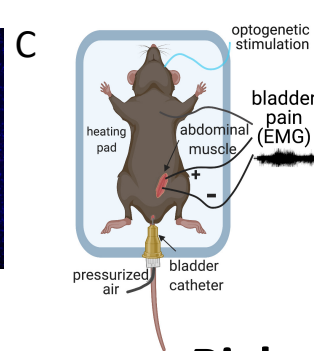 C
optogenetic
stimulation
bladder
pain
(EMG)
heating
pad
abdominal
muscle
+
-
pressurized
air
bladder
catheter